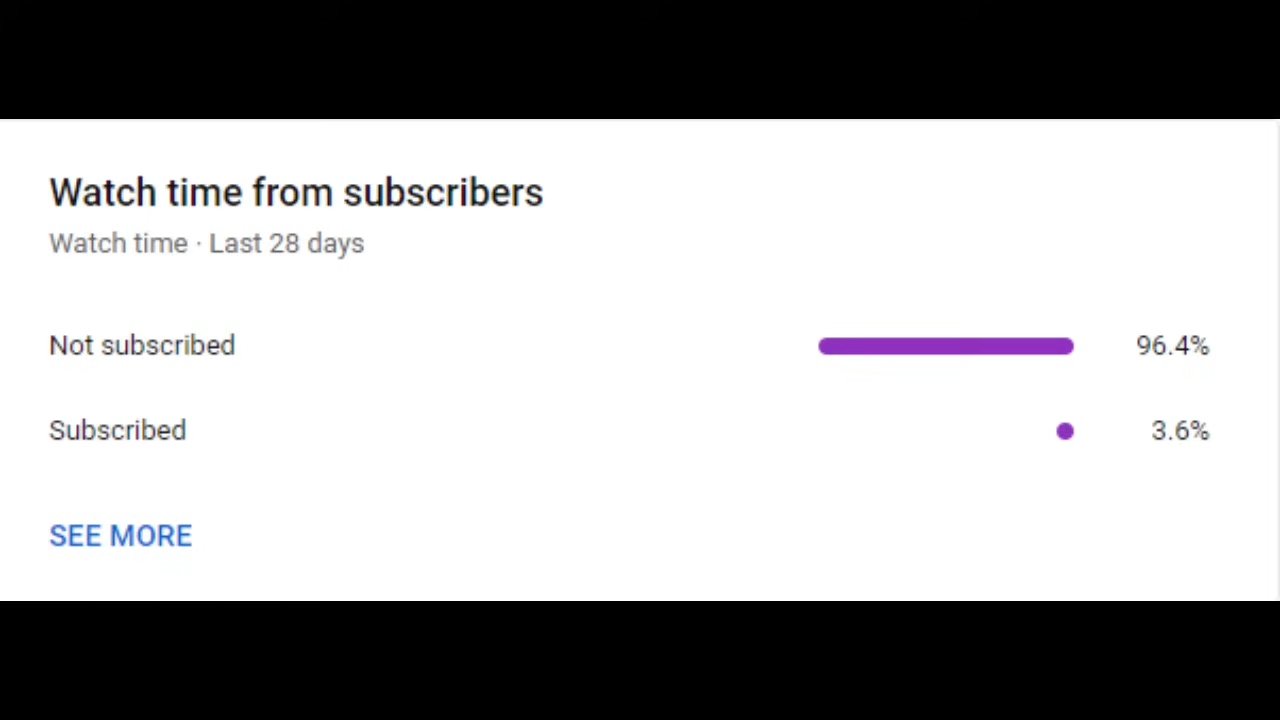 Watch time from subscribers
Watch time · Last 28 days
Not subscribed 96.4%
Subscribed 3.6%
SEE MORE